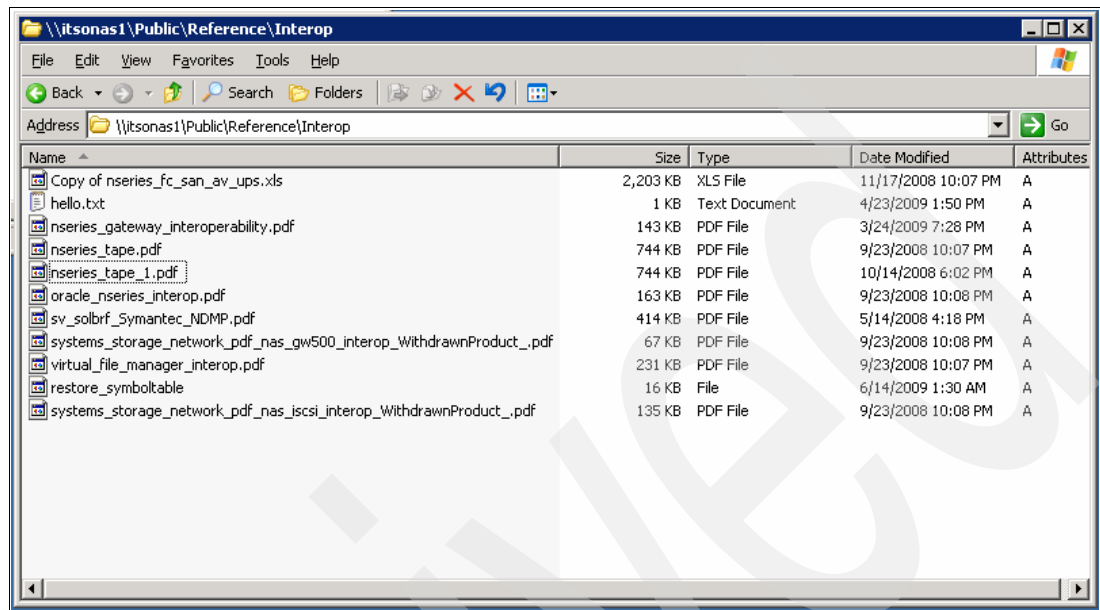 \\itsonas1\Public\Reference\Interop
File Edit View Favorites Tools Help
Back Search Folders
Address \\itsonas1\Public\Reference\Interop Go
Name Size Type Date Modified Attributes
Copy of nseries_fc_san_av_ups.xls 2,203 KB XLS File 11/17/2008 10:07 PM A
hello.txt 1 KB Text Document 4/23/2009 1:50 PM A
nseries_gateway_interoperability.pdf 143 KB PDF File 3/24/2009 7:28 PM A
nseries_tape.pdf 744 KB PDF File 9/23/2008 10:07 PM A
nseries_tape_1.pdf 744 KB PDF File 10/14/2008 6:02 PM A
oracle_nseries_interop.pdf 163 KB PDF File 9/23/2008 10:08 PM A
sv_solbrf_Symantec_NDMP.pdf 414 KB PDF File 5/14/2008 4:18 PM A
systems_storage_network_pdf_nas_gw500_interop_WithdrawnProduct_.pdf 67 KB PDF File 9/23/2008 10:08 PM A
virtual_file_manager_interop.pdf 231 KB PDF File 9/23/2008 10:07 PM A
restore_symboltable 16 KB File 6/14/2009 1:30 AM A
systems_storage_network_pdf_nas_iscsi_interop_WithdrawnProduct_.pdf 135 KB PDF File 9/23/2008 10:08 PM A